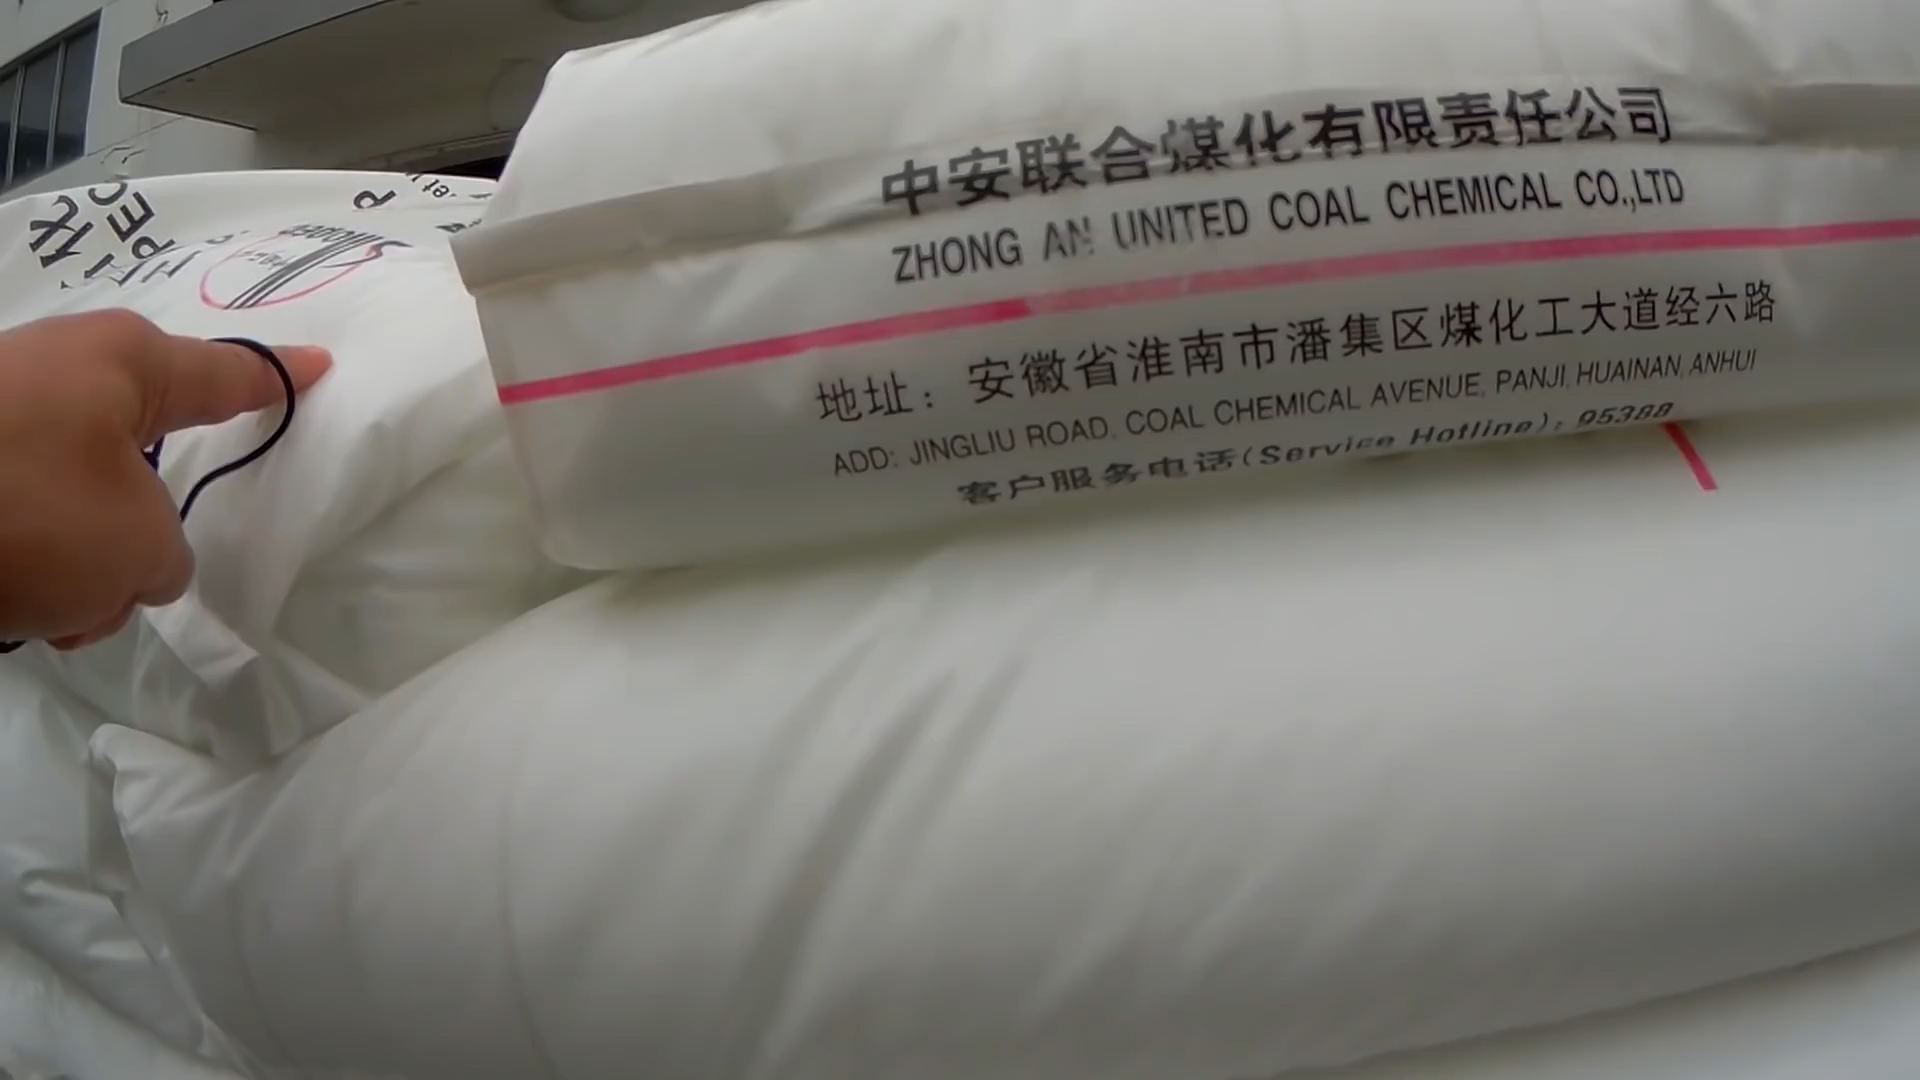 中安联合煤化有限责任公司
ZHONG AN UNITED COAL CHEMICAL CO.,LTD
地址：安徽省淮南市潘集区煤化工大道经六路
ADD: JINGLIU ROAD, COAL CHEMICAL AVENUE, PANJI, HUAINAN, ANHUI
客户服务电话(Service Hotline): 95388
化
PEC
P